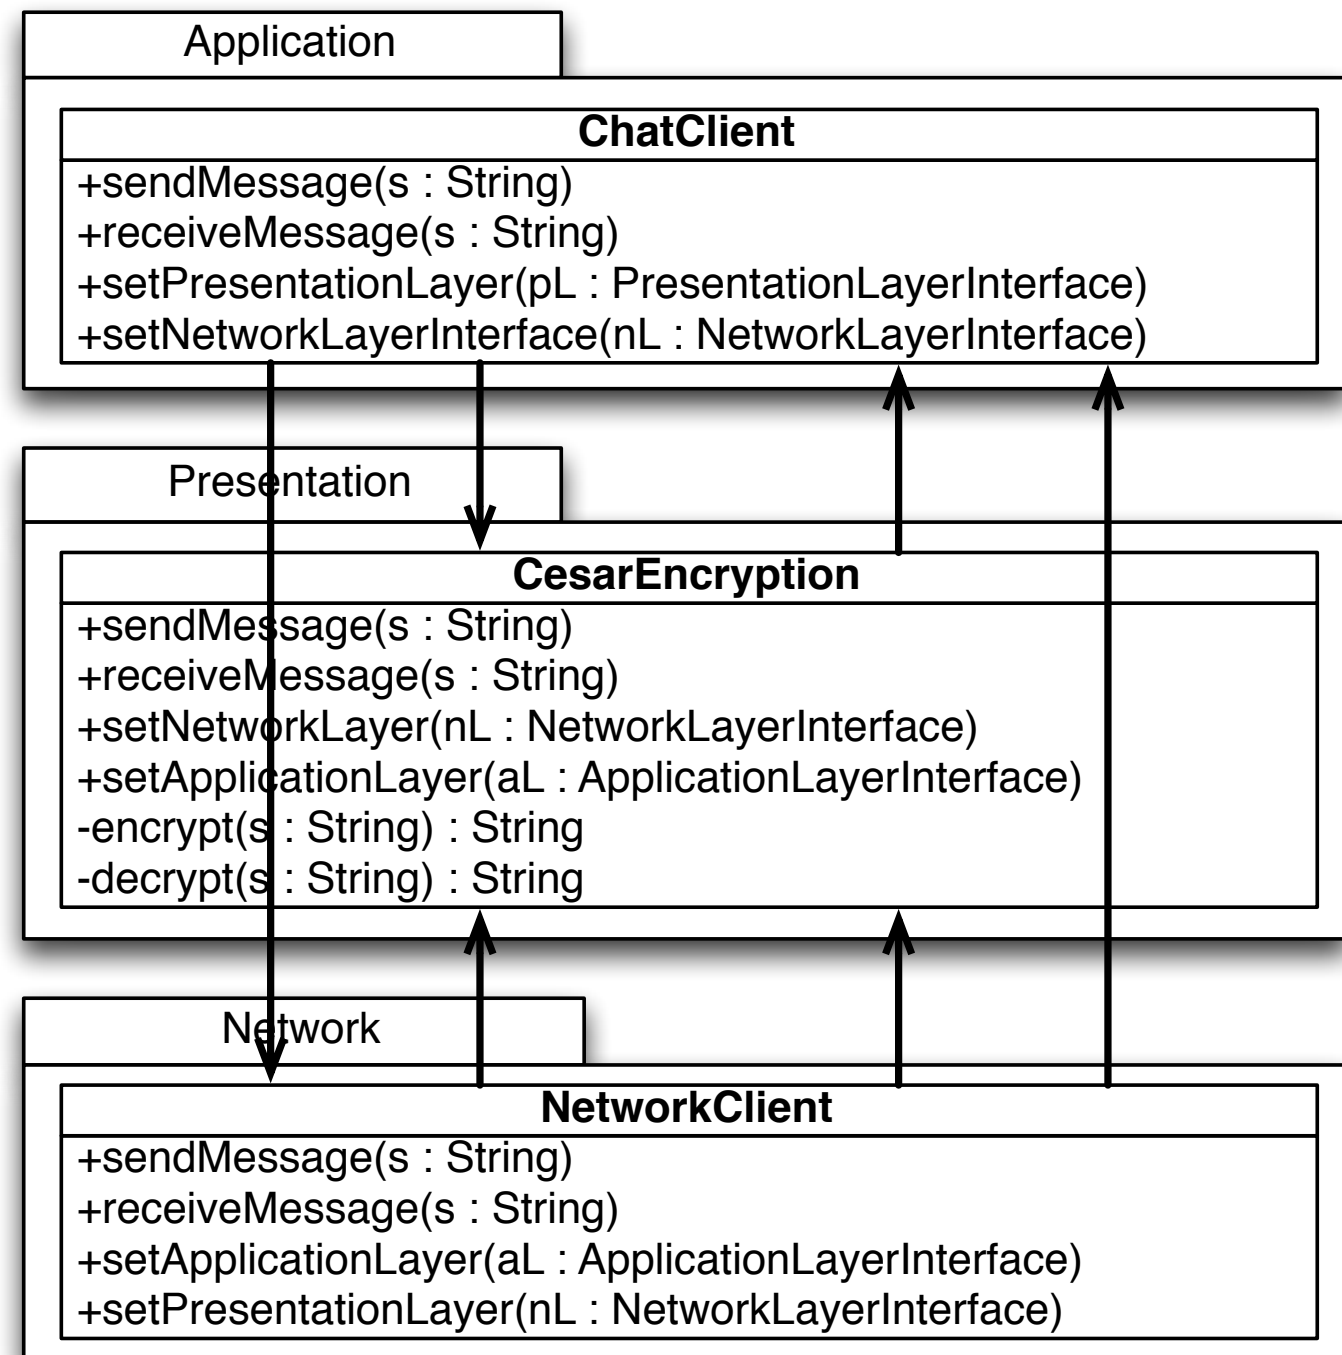 Application
ChatClient
+sendMessage(s : String)
+receiveMessage(s : String)
+setPresentationLayer(pL : PresentationLayerInterface)
+setNetworkLayerInterface(nL : NetworkLayerInterface)
Presentation
CesarEncryption
+sendMessage(s : String)
+receiveMessage(s : String)
+setNetworkLayer(nL : NetworkLayerInterface)
+setApplicationLayer(aL : ApplicationLayerInterface)
-encrypt(s : String) : String
-decrypt(s : String) : String
Network
NetworkClient
+sendMessage(s : String)
+receiveMessage(s : String)
+setApplicationLayer(aL : ApplicationLayerInterface)
+setPresentationLayer(nL : NetworkLayerInterface)